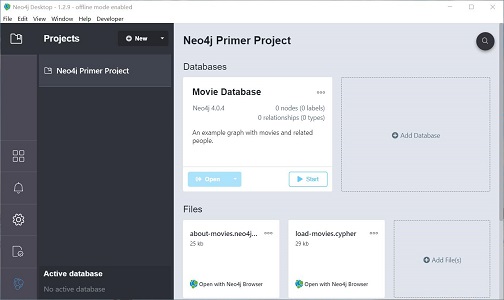 Neo4j Desktop - 1.2.9 - offline mode enabled
File Edit View Window Help Developer
Projects
New
Neo4j Primer Project
Active database
No active database
Neo4j Primer Project
Databases
Movie Database
Neo4j 4.0.4
0 nodes (0 labels)
0 relationships (0 types)
An example graph with movies and related
people.
Open
Start
Add Database
Files
about-movies.neo4j...
25 kb
Open with Neo4j Browser
load-movies.cypher
29 kb
Open with Neo4j Browser
Add File(s)